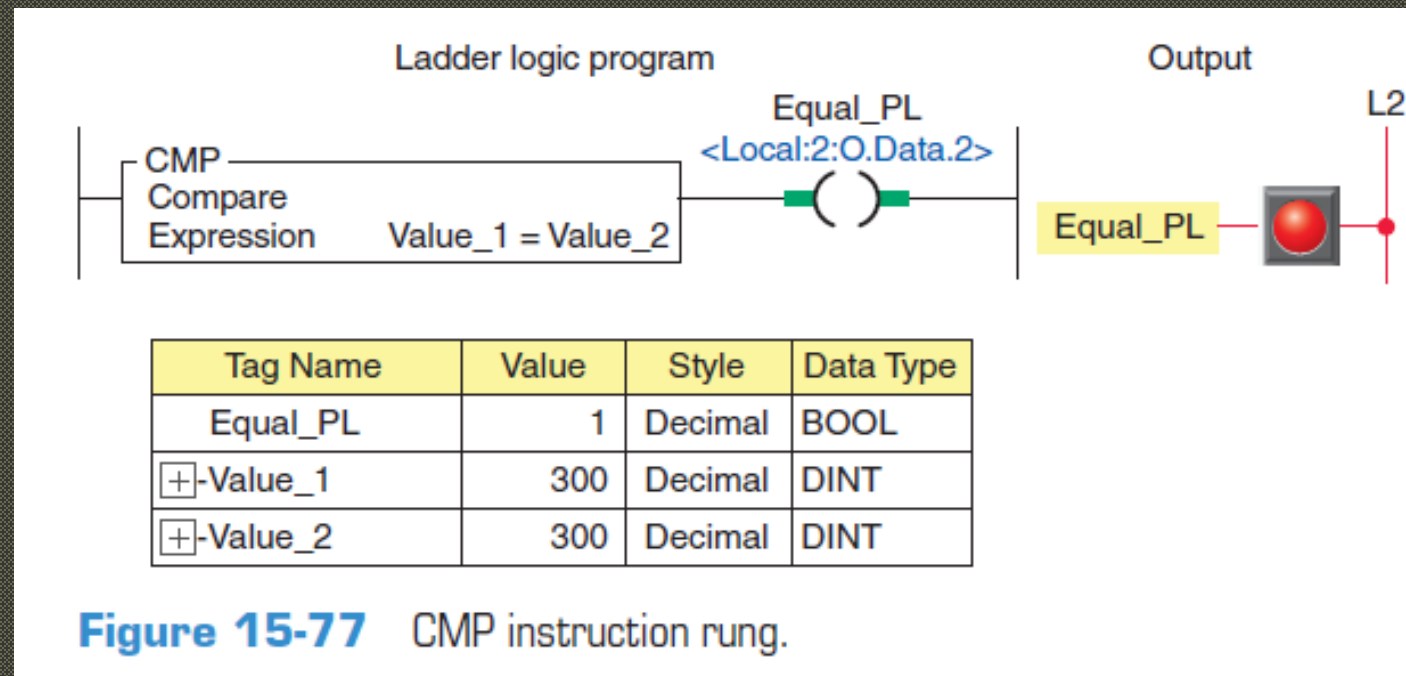 Ladder logic program
Output
Equal_PL
L2
<Local:2:O.Data.2>
CMP
Compare
Expression Value_1 = Value_2
Equal_PL
Tag Name Value Style Data Type
Equal_PL 1 Decimal BOOL
+-Value_1 300 Decimal DINT
+-Value_2 300 Decimal DINT
Figure 15-77 CMP instruction rung.